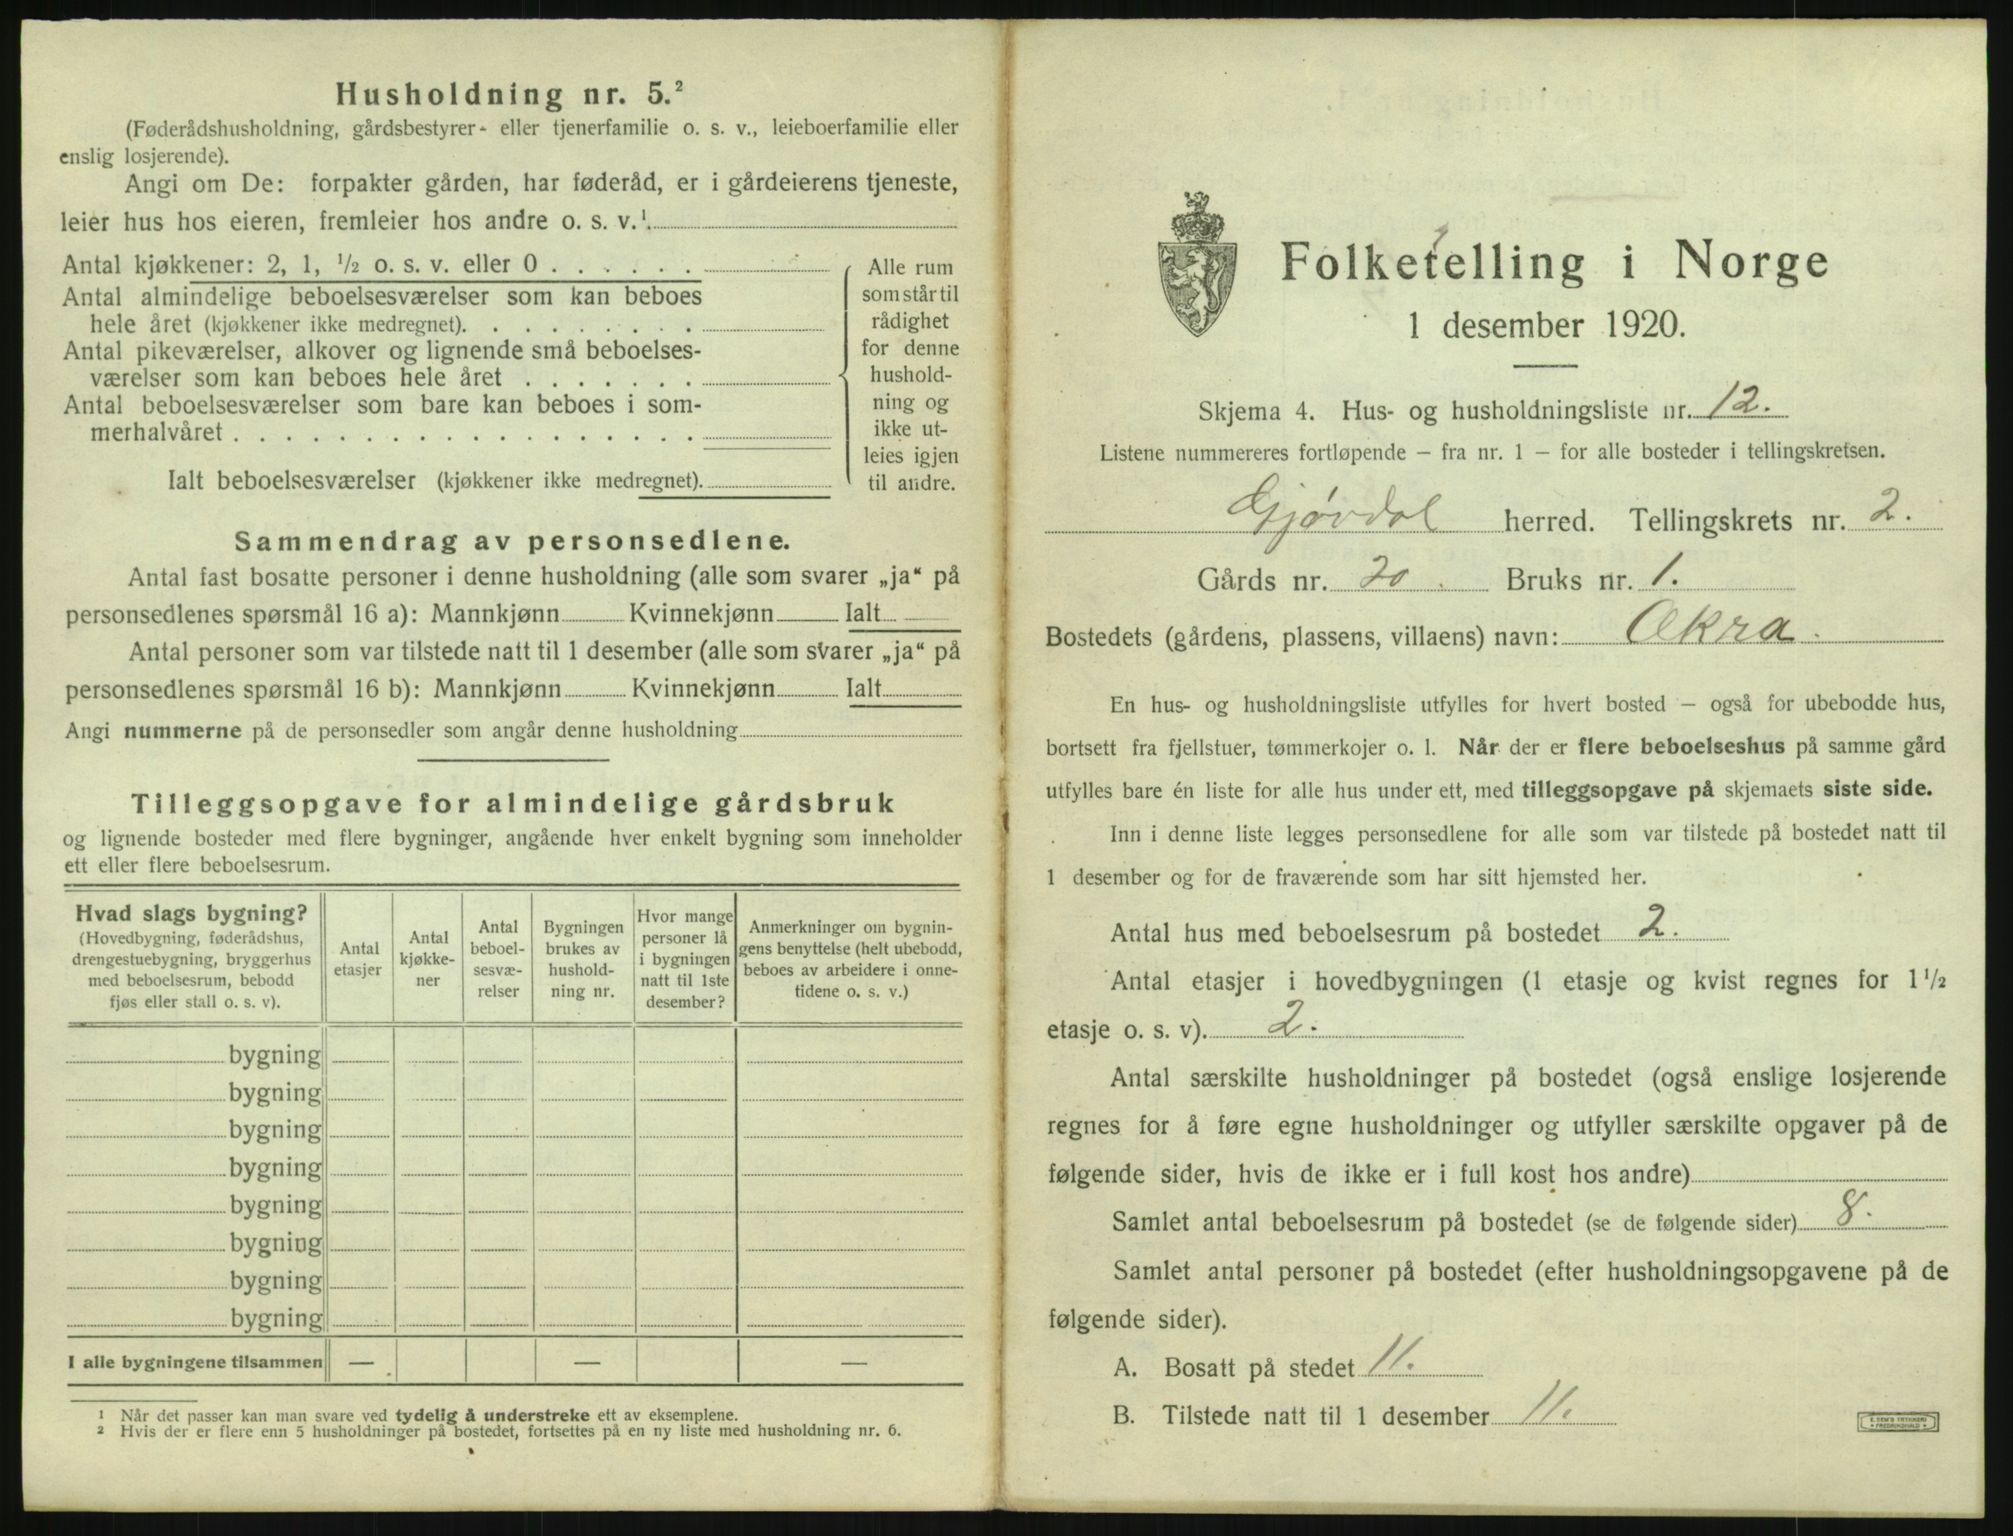 Husholdning nr. 5.²
(Føderådshusholdning, gårdsbestyrer- eller tjenerfamilie o. s. v., leieboerfamilie eller
enslig losjerende).
Angi om De: forpakter gården, har føderåd, er i gårdeierens tjeneste,
leier hus hos eieren, fremleier hos andre o. s. v.¹
Antal kjøkkener: 2, 1, ½ o. s. v. eller 0 . . . . . .
Antal almindelige beboelsesværelser som kan beboes
hele året (kjøkkener ikke medregnet). . . . . . . . .
Antal pikeværelser, alkover og lignende små beboelses-
værelser som kan beboes hele året . . . . . . .
Antal beboelsesværelser som bare kan beboes i som-
merhalvåret . . . . . . . . . . . . . . . . . .
Ialt beboelsesværelser (kjøkkener ikke medregnet).
Alle rum
som står til
rådighet
for denne
hushold-
ning og
ikke ut-
leies igjen
til andre.
Sammendrag av personsedlene.
Antal fast bosatte personer i denne husholdning (alle som svarer „ja“ på
personsedlenes spørsmål 16 a): Mannkjønn Kvinnekjønn Ialt
Antal personer som var tilstede natt til 1 desember (alle som svarer „ja“ på
personsedlenes spørsmål 16 b): Mannkjønn Kvinnekjønn Ialt
Angi nummerne på de personsedler som angår denne husholdning
Tilleggsopgave for almindelige gårdsbruk
og lignende bosteder med flere bygninger, angående hver enkelt bygning som inneholder
ett eller flere beboelsesrum.
Hvad slags bygning?
(Hovedbygning, føderådshus,
drengestuebygning, bryggerhus
med beboelsesrum, bebodd
fjøs eller stall o. s. v).
Antal
etasjer
Antal
kjøkke-
ner
Antal
beboel-
sesvæ-
relser
Bygningen
brukes av
hushold-
ning nr.
Hvor mange
personer lå
i bygningen
natt til 1ste
desember?
Anmerkninger om bygnin-
gens benyttelse (helt ubebodd,
beboes av arbeidere i onne-
tidene o. s. v.)
bygning
bygning
bygning
bygning
bygning
bygning
bygning
bygning
I alle bygningene tilsammen — — —
¹ Når det passer kan man svare ved tydelig å understreke ett av eksemplene.
² Hvis der er flere enn 5 husholdninger på bostedet, fortsettes på en ny liste med husholdning nr. 6.
Folketelling i Norge
1 desember 1920.
Skjema 4. Hus- og husholdningsliste nr. 12.
Listene nummereres fortløpende – fra nr. 1 – for alle bosteder i tellingskretsen.
Gjøvdal herred. Tellingskrets nr. 2.
Gårds nr. 20. Bruks nr. 1.
Bostedets (gårdens, plassens, villaens) navn: Økra.
En hus- og husholdningsliste utfylles for hvert bosted – også for ubebodde hus,
bortsett fra fjellstuer, tømmerkojer o. l. Når der er flere beboelseshus på samme gård
utfylles bare én liste for alle hus under ett, med tilleggsopgave på skjemaets siste side.
Inn i denne liste legges personsedlene for alle som var tilstede på bostedet natt til
1 desember og for de fraværende som har sitt hjemsted her.
Antal hus med beboelsesrum på bostedet 2.
Antal etasjer i hovedbygningen (1 etasje og kvist regnes for 1½
etasje o. s. v). 2.
Antal særskilte husholdninger på bostedet (også enslige losjerende
regnes for å føre egne husholdninger og utfyller særskilte opgaver på de
følgende sider, hvis de ikke er i full kost hos andre)
Samlet antal beboelsesrum på bostedet (se de følgende sider) 8.
Samlet antal personer på bostedet (efter husholdningsopgavene på de
følgende sider).
A. Bosatt på stedet 11.
B. Tilstede natt til 1 desember 11.
E. SEM'S TRYKKERI
FREDRIKSHALD